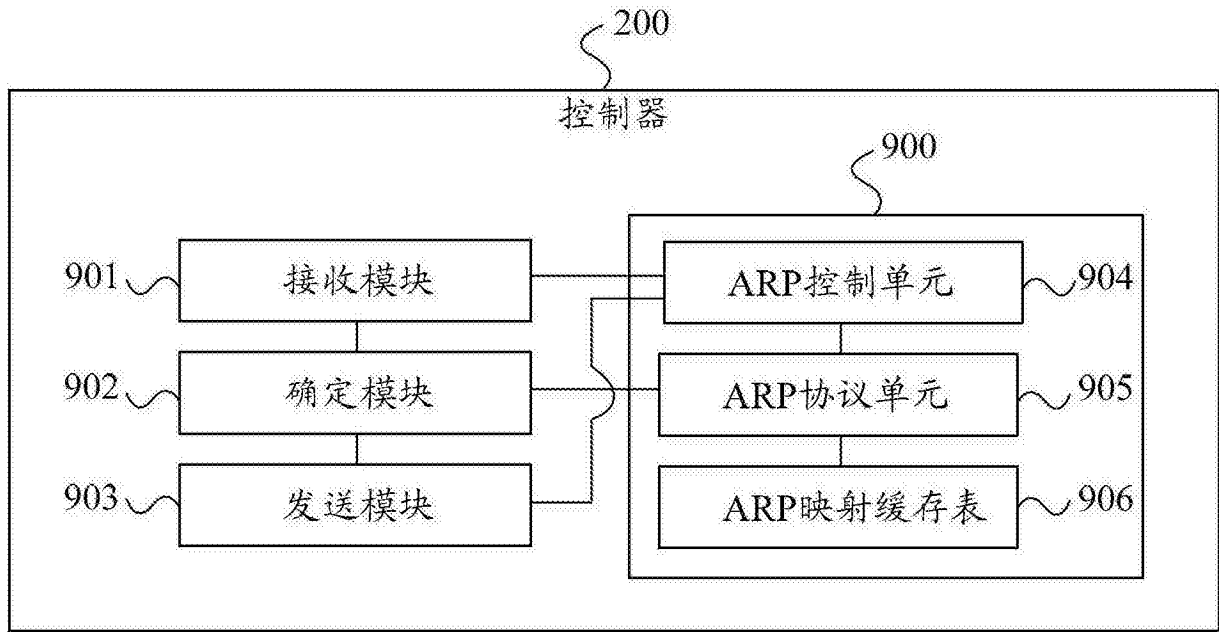 200
控制器
900
901
接收模块
ARP控制单元
904
902
确定模块
ARP协议单元
905
903
发送模块
ARP映射缓存表
906